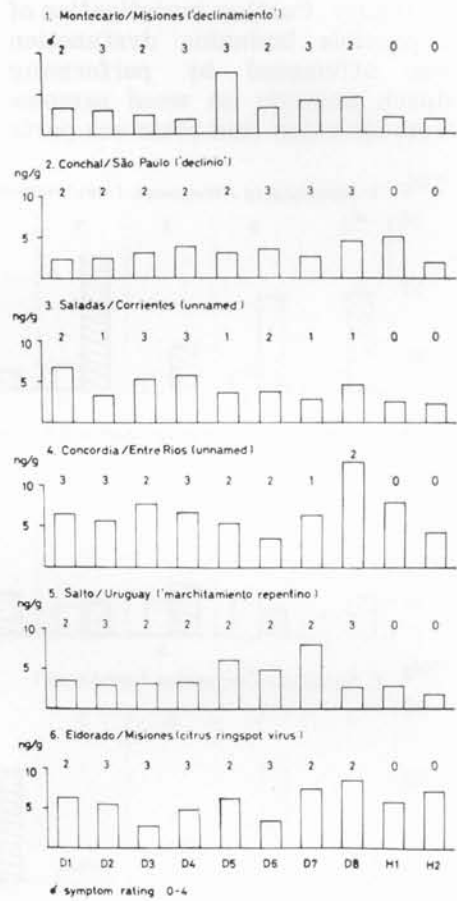 1. Montecarlo/Misiones ('declinamiento')
2 3 2 3 3 3 3 2 0 0
2. Conchal/São Paulo ('declinio')
ng/g
2 2 2 3 3 0 0
10
5
3. Saladas/Corrientes (unnamed)
ng/g
2 1 3 3 1 2 1 1 0 0
10
5
4. Concordia/Entre Rios (unnamed)
ng/g
2
3 3 2 3 2 2 1 0 0
10
5
5. Salto/Uruguay ('marchitamiento repentino)
ng/g
2 3 2 2 2 2 2 3 0 0
10
5
6. Eldorado/Misiones (citrus ringspot virus)
ng/g
2 3 3 3 2 3 2 2 0 0
10
5
D1 D2 D3 D4 D5 D6 D7 D8 H1 H2
symptom rating 0-4